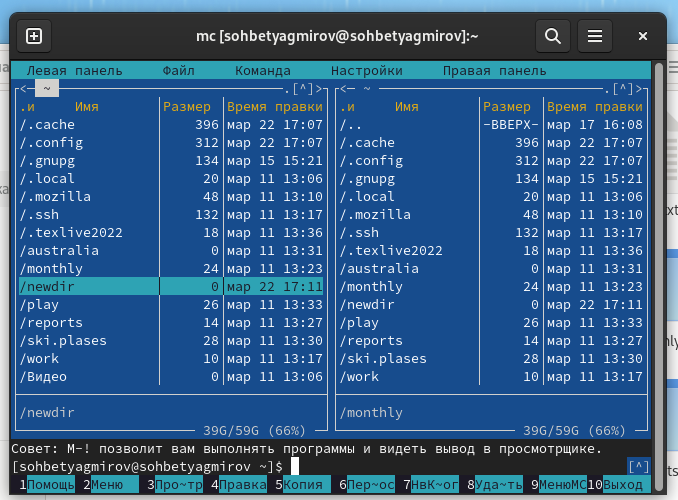 mc [sohbetyagmirov@sohbetyagmirov]:~
Левая панель Файл Команда Настройки Правая панель
<─ ~ .[^]> <─ ~ .[^]>
.и Имя Размер Время правки .и Имя Размер Время правки
/.cache 396 мар 22 17:07 /.. -ВВЕРХ- мар 17 16:08
/.config 312 мар 22 17:07 /.cache 396 мар 22 17:07
/.gnupg 134 мар 15 15:21 /.config 312 мар 22 17:07
/.local 20 мар 11 13:06 /.gnupg 134 мар 15 15:21
/.mozilla 48 мар 11 13:10 /.local 20 мар 11 13:06
/.ssh 132 мар 11 13:17 /.mozilla 48 мар 11 13:10
/.texlive2022 18 мар 11 13:36 /.ssh 132 мар 11 13:17
/australia 0 мар 11 13:31 /.texlive2022 18 мар 11 13:36
/monthly 24 мар 11 13:23 /australia 0 мар 11 13:31
/newdir 0 мар 22 17:11 /monthly 24 мар 11 13:23
/play 26 мар 11 13:33 /newdir 0 мар 22 17:11
/reports 14 мар 11 13:27 /play 26 мар 11 13:33
/ski.plases 28 мар 11 13:30 /reports 14 мар 11 13:27
/work 10 мар 11 13:17 /ski.plases 28 мар 11 13:30
/Видео 0 мар 11 13:06 /work 10 мар 11 13:17
/newdir /monthly
39G/59G (66%) 39G/59G (66%)
Совет: M-! позволит вам выполнять программы и видеть вывод в просмотрщике.
[sohbetyagmirov@sohbetyagmirov ~]$ [^]
1Помощь 2Меню 3Про~тр 4Правка 5Копия 6Пер~ос 7НвК~ог 8Уда~ть 9МенюMC 10Выход